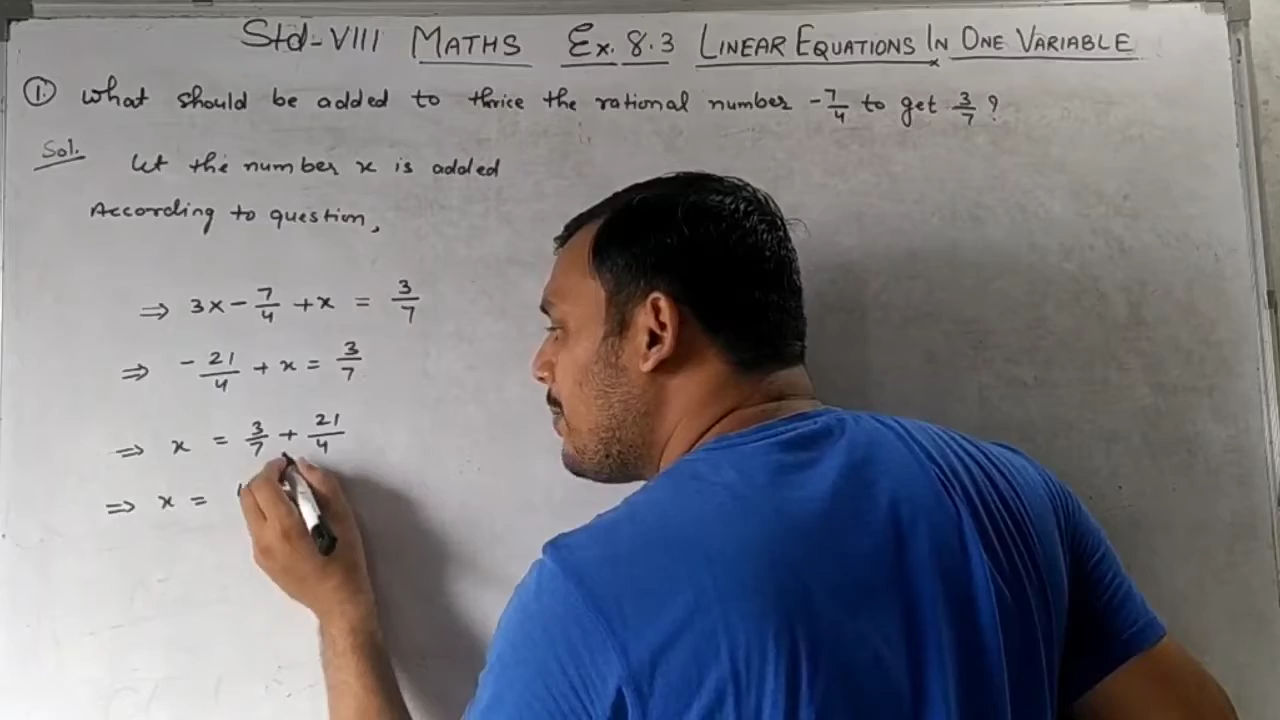 Std-VIII MATHS Ex. 8.3 LINEAR EQUATIONS IN ONE VARIABLE
① What should be added to thrice the rational number -7/4 to get 3/7 ?
Sol. let the number x is added
According to question,
⇒ 3x-7/4 +x = 3/7
⇒ -21/4 + x = 3/7
⇒ x = 3/7 + 21/4
⇒ x =